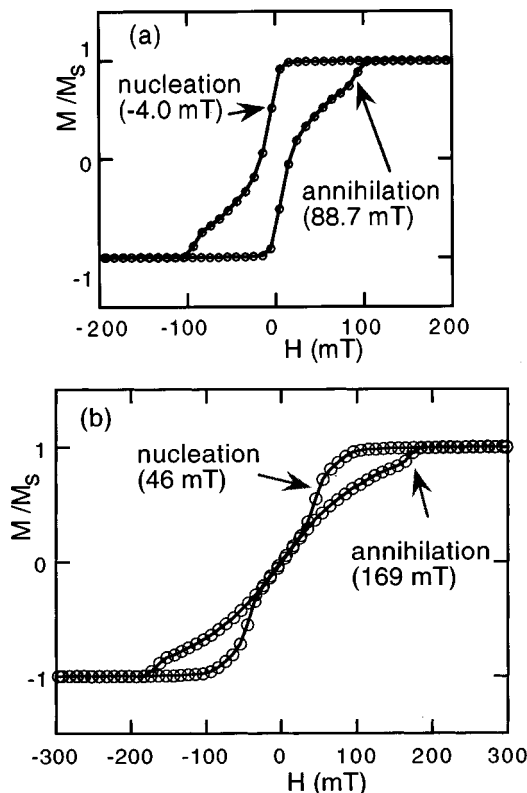 (a)
nucleation
(-4.0 mT)
annihilation
(88.7 mT)
M /Ms
1
0
-1
-200 -100 0 100 200
H (mT)
(b)
nucleation
(46 mT)
annihilation
(169 mT)
M /Ms
1
0
-1
-300 -200 -100 0 100 200 300
H (mT)